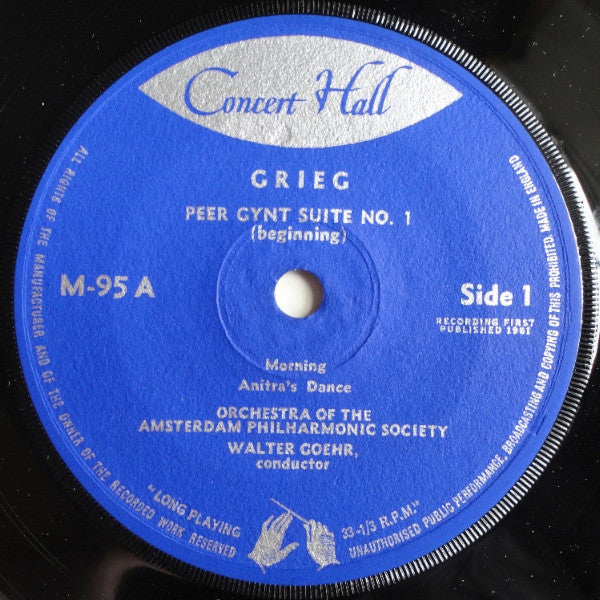 Concert Hall
GRIEG
PEER GYNT SUITE NO. 1
(beginning)
M-95 A
Side 1
RECORDING FIRST
PUBLISHED 1961
Morning
Anitra's Dance
ORCHESTRA OF THE
AMSTERDAM PHILHARMONIC SOCIETY
WALTER GOEHR,
conductor
"LONG PLAYING
33-1/3 R.P.M."
ALL RIGHTS OF THE MANUFACTURER AND OF THE OWNER OF THE RECORDED WORK RESERVED
UNAUTHORISED PUBLIC PERFORMANCE, BROADCASTING AND COPYING OF THIS PROHIBITED. MADE IN ENGLAND